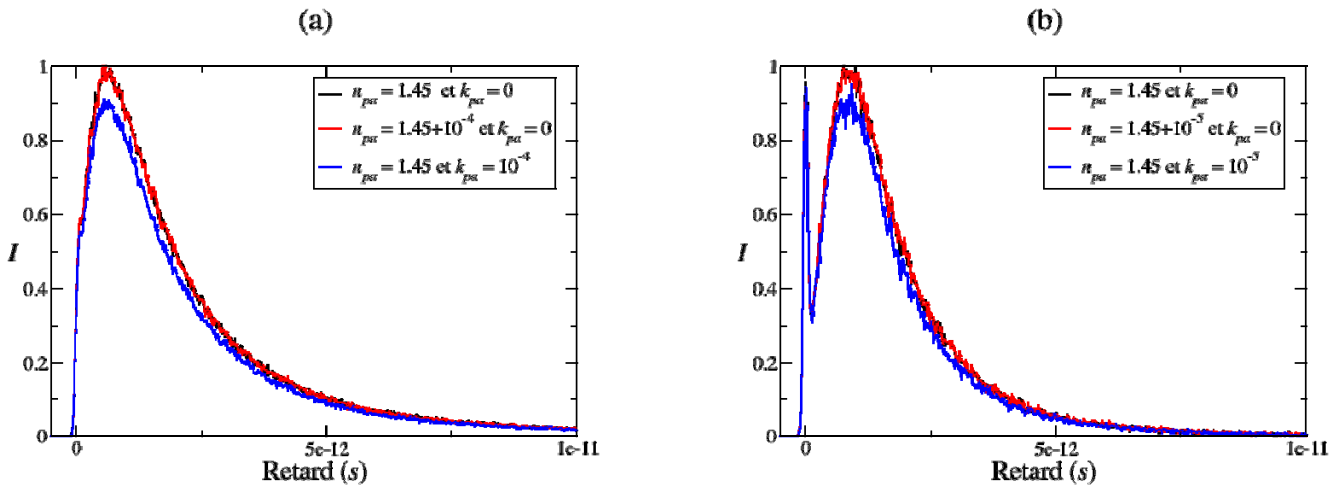 (a)
1
0.8
0.6
0.4
0.2
0
I
n_pa = 1.45 et k_pa = 0
n_pa = 1.45+10^-4 et k_pa = 0
n_pa = 1.45 et k_pa = 10^-4
0 5e-12 1e-11
Retard (s)
(b)
1
0.8
0.6
0.4
0.2
0
I
n_pa = 1.45 et k_pa = 0
n_pa = 1.45+10^-5 et k_pa = 0
n_pa = 1.45 et k_pa = 10^-5
0 5e-12 1e-11
Retard (s)